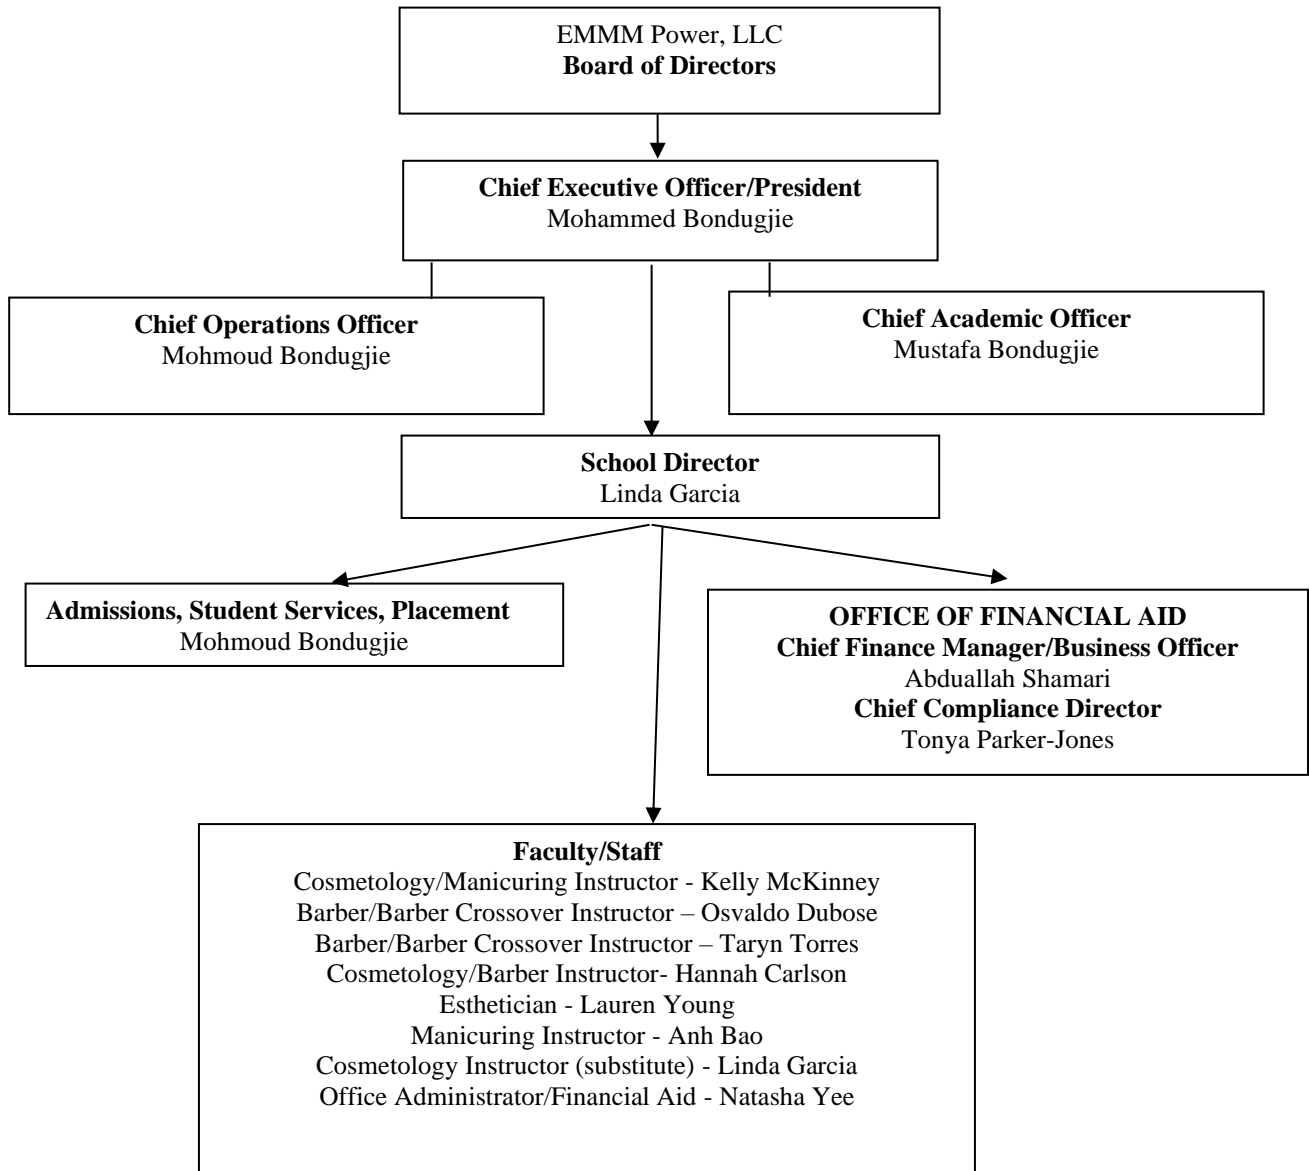 EMMM Power, LLC
Board of Directors
Chief Executive Officer/President
Mohammed Bondugjie
Chief Operations Officer
Mohmoud Bondugjie
Chief Academic Officer
Mustafa Bondugjie
School Director
Linda Garcia
Admissions, Student Services, Placement
Mohmoud Bondugjie
OFFICE OF FINANCIAL AID
Chief Finance Manager/Business Officer
Abduallah Shamari
Chief Compliance Director
Tonya Parker-Jones
Faculty/Staff
Cosmetology/Manicuring Instructor - Kelly McKinney
Barber/Barber Crossover Instructor – Osvaldo Dubose
Barber/Barber Crossover Instructor – Taryn Torres
Cosmetology/Barber Instructor- Hannah Carlson
Esthetician - Lauren Young
Manicuring Instructor - Anh Bao
Cosmetology Instructor (substitute) - Linda Garcia
Office Administrator/Financial Aid - Natasha Yee